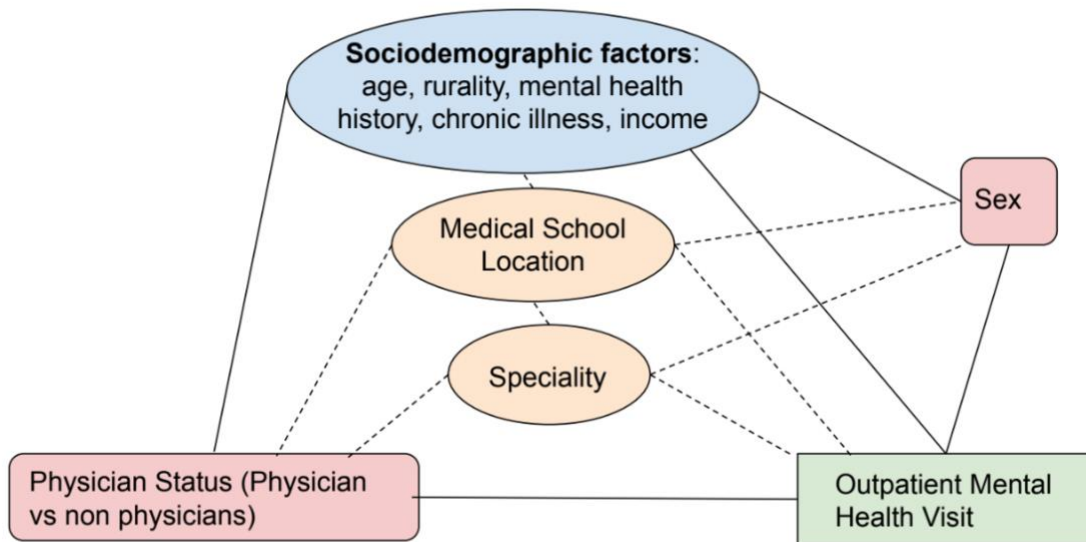 Sociodemographic factors:
age, rurality, mental health
history, chronic illness, income
Sex
Medical School
Location
Speciality
Physician Status (Physician
vs non physicians)
Outpatient Mental
Health Visit